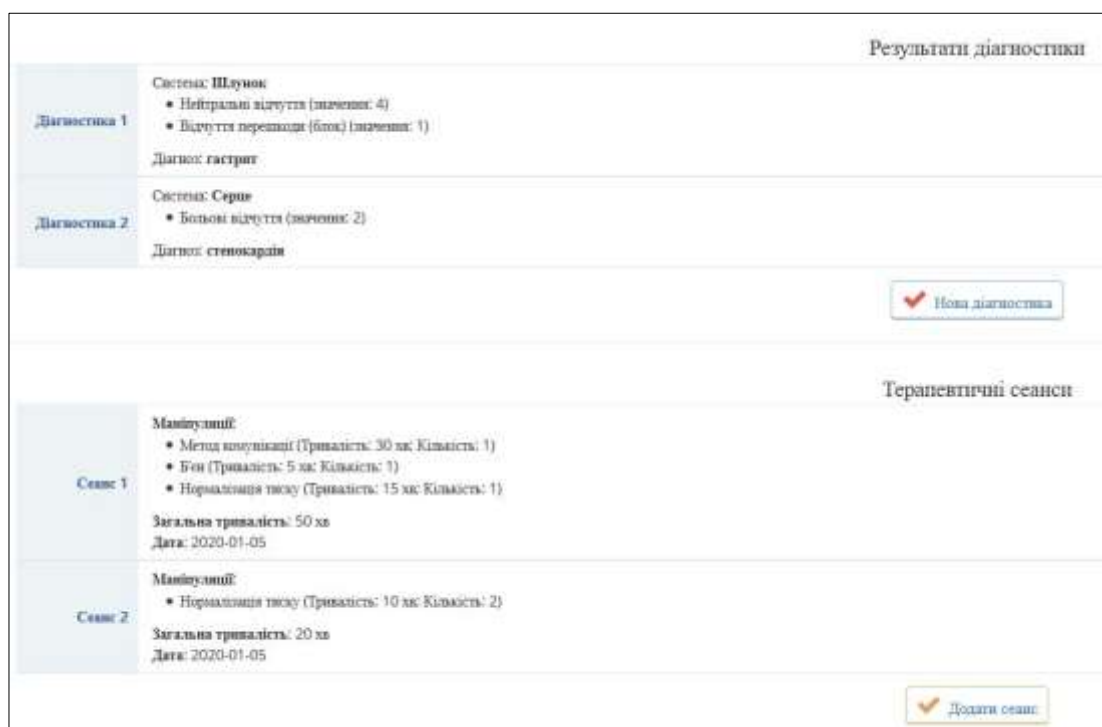 Результати діагностики
Діагностика 1
Система: Шлунок
Нейтральні відчуття (значення: 4)
Відчуття перешкоди (блок) (значення: 1)
Діагноз: гастрит
Діагностика 2
Система: Серце
Больові відчуття (значення: 2)
Діагноз: стенокардія
Нова діагностика
Терапевтичні сеанси
Сеанс 1
Маніпуляції:
Метод комунікації (Тривалість: 30 хв; Кількість: 1)
Б'єн (Тривалість: 5 хв; Кількість: 1)
Нормалізація тиску (Тривалість: 15 хв; Кількість: 1)
Загальна тривалість: 50 хв
Дата: 2020-01-05
Сеанс 2
Маніпуляції:
Нормалізація тиску (Тривалість: 10 хв; Кількість: 2)
Загальна тривалість: 20 хв
Дата: 2020-01-05
Додати сеанс